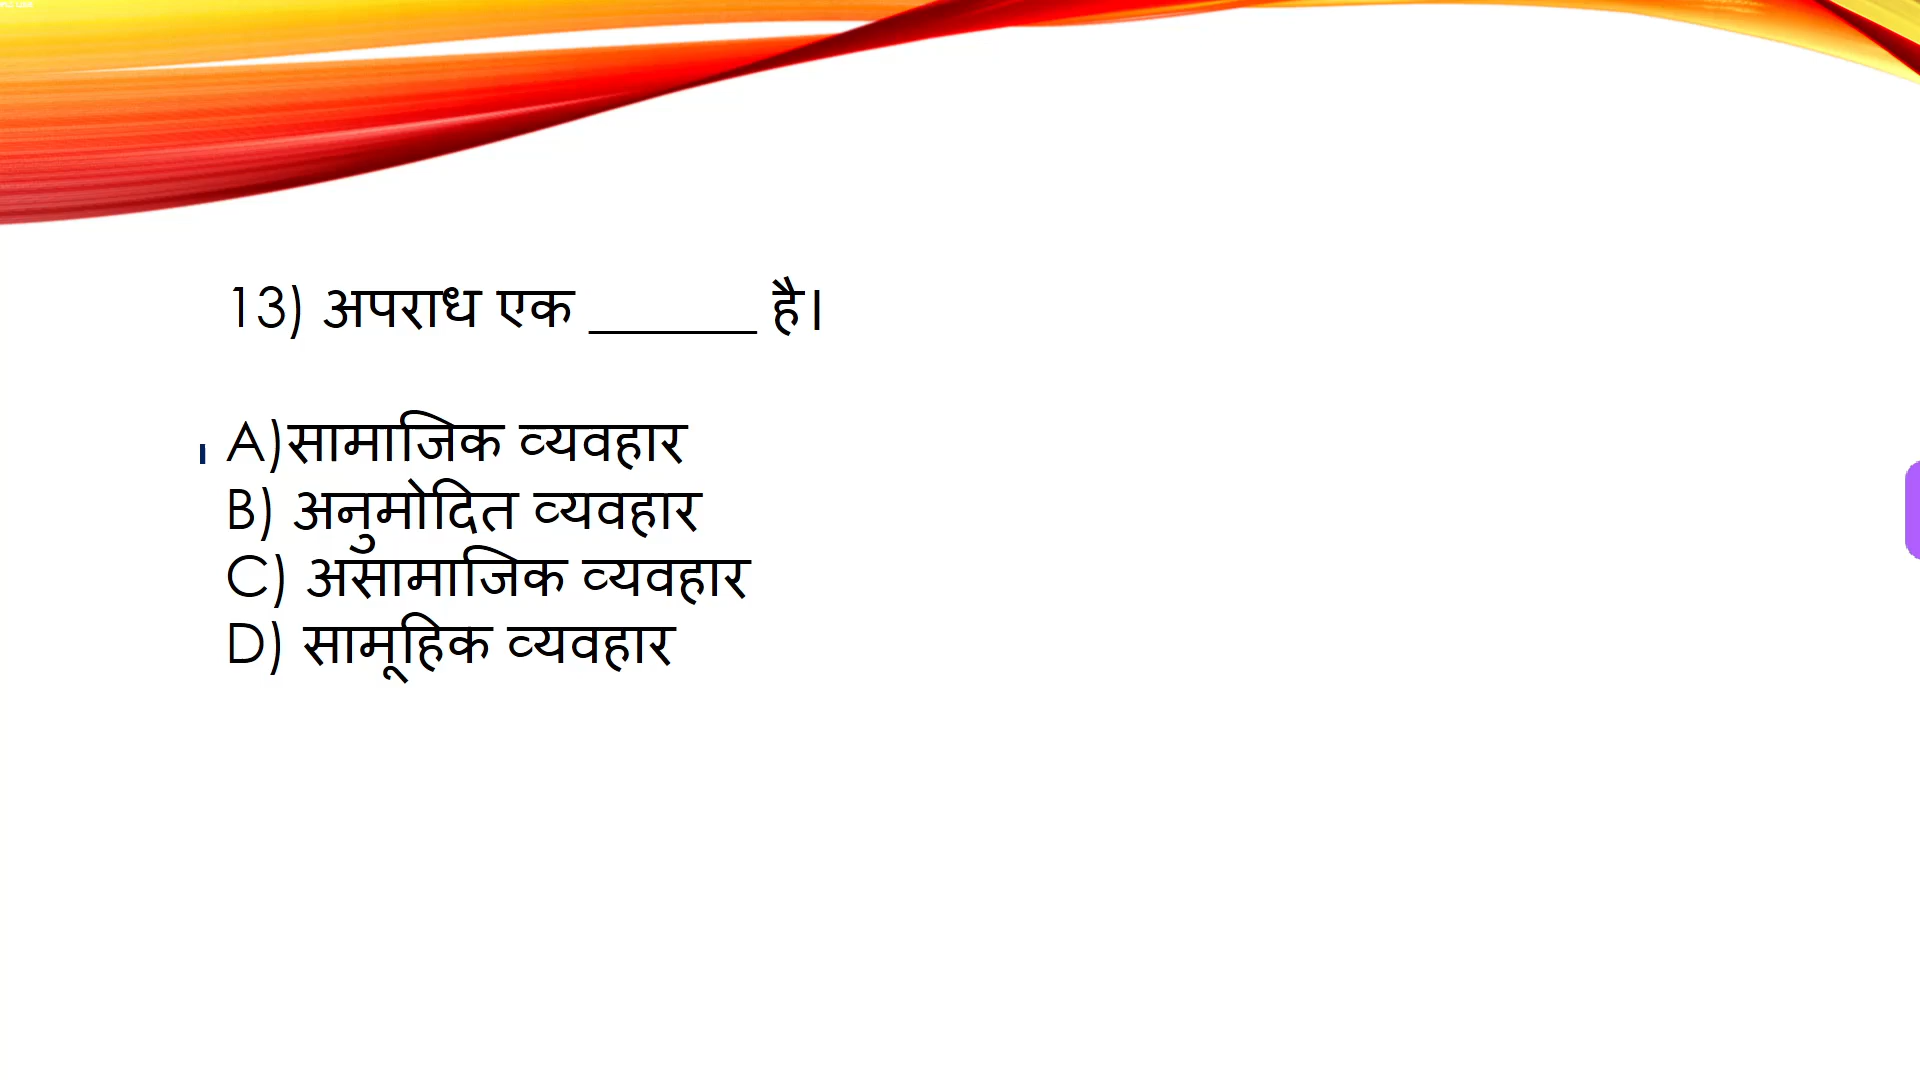 13) अपराध एक ______ है।
A)सामाजिक व्यवहार
B) अनुमोदित व्यवहार
C) असामाजिक व्यवहार
D) सामूहिक व्यवहार